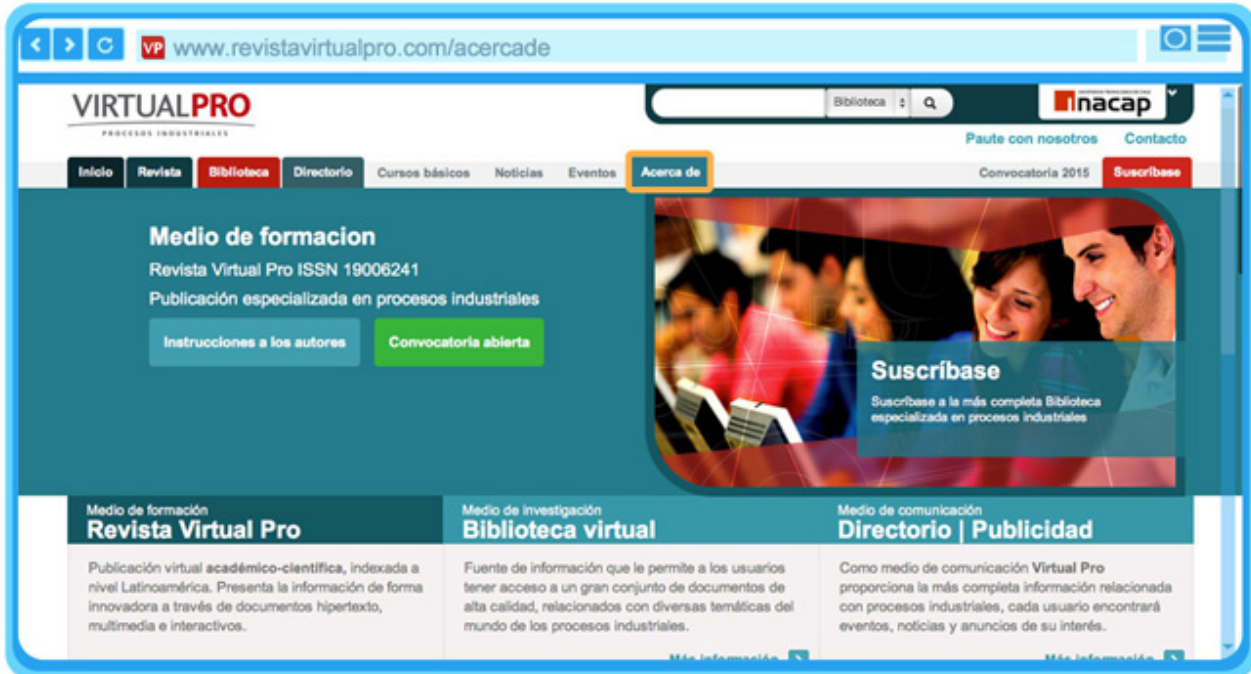 VP www.revistavirtualpro.com/acercade
VIRTUALPRO
PROCESOS INDUSTRIALES
Biblioteca
inacap
Paute con nosotros Contacto
Inicio Revista Biblioteca Directorio Cursos básicos Noticias Eventos Acerca de Convocatoria 2015 Suscríbase
Medio de formacion
Revista Virtual Pro ISSN 19006241
Publicación especializada en procesos industriales
Instrucciones a los autores Convocatoria abierta
Suscríbase
Suscríbase a la más completa Biblioteca
especializada en procesos industriales
Medio de formación
Revista Virtual Pro
Publicación virtual académico-científica, indexada a
nivel Latinoamérica. Presenta la información de forma
innovadora a través de documentos hipertexto,
multimedia e interactivos.
Medio de investigación
Biblioteca virtual
Fuente de información que le permite a los usuarios
tener acceso a un gran conjunto de documentos de
alta calidad, relacionados con diversas temáticas del
mundo de los procesos industriales.
Más información
Medio de comunicación
Directorio | Publicidad
Como medio de comunicación Virtual Pro
proporciona la más completa información relacionada
con procesos industriales, cada usuario encontrará
eventos, noticias y anuncios de su interés.
Más información